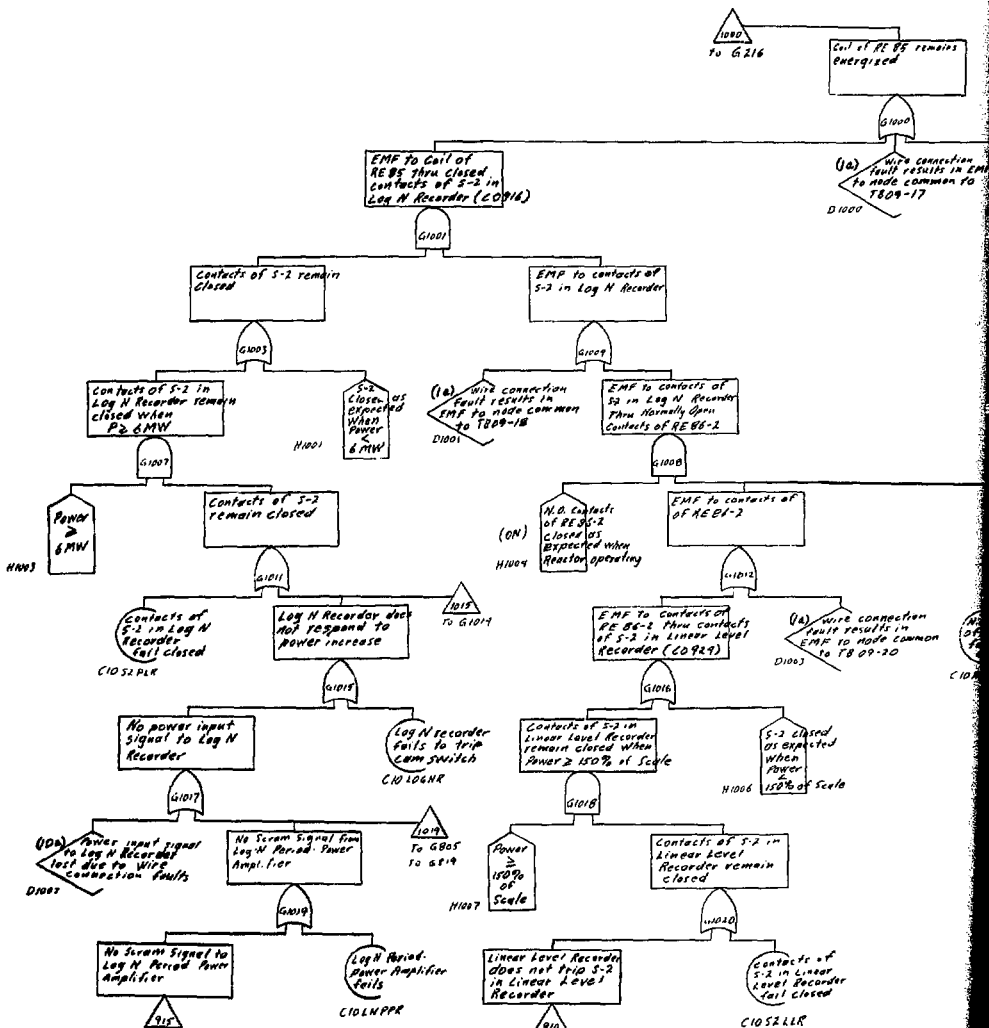 1000
to G216
Coil of RE 85 remains
energized
G1000
EMF to Coil of
RE85 thru closed
contacts of S-2 in
Log N Recorder (C0816)
(1a) wire connection
fault results in EMF
to node common to
TB09-17
D1000
G1001
Contacts of S-2 remain
Closed
EMF to contacts of
S-2 in Log N Recorder
G1003
G1009
Contacts of S-2 in
Log N Recorder remain
closed when
P ≥ 6MW
S-2
Closed as
expected
When
Power
<
6 MW
H1001
(1a) wire connection
fault results in
EMF to node common
to TB09-18
D1001
EMF to contacts of
S2 in Log N Recorder
Thru Normally Open
Contacts of RE86-2
G1007
G1008
Power
≥
6MW
H1003
Contacts of S-2
remain closed
(ON)
N.O. Contacts
of RE86-2
closed as
Expected when
Reactor operating
H1004
EMF to contacts of
of RE86-2
G1011
G1012
Contacts of
S-2 in Log N
Recorder
fail closed
C10S2PLR
Log N Recorder does
not respond to
power increase
1015
To G1014
EMF to Contacts of
RE 86-2 thru contacts
of S-2 in Linear Level
Recorder (C0924)
(1a) wire connection
fault results in
EMF to node common
to TB 09-20
D1003
G1015
G1016
No power input
signal to Log N
Recorder
Log N recorder
fails to trip
cam switch
C10LOGNR
Contacts of S-2 in
Linear Level Recorder
remain closed when
Power ≥ 150% of Scale
S-2 closed
as expected
when
Power
<
150% of Scale
H1006
G1017
G1018
(10a) Power input signal
to Log N Recorder
lost due to Wire
connection faults
D1007
No Scram Signal from
Log-N Period-Power
Amplifier
1019
To G805
To G819
Power
≥
150%
of
Scale
H1007
Contacts of S-2 in
Linear Level
Recorder remain
closed
G1019
G1020
No Scram Signal to
Log N Period Power
Amplifier
915
Log N Period-
Power Amplifier
fails
C10LNPPR
Linear Level Recorder
does not trip S-2
in Linear Level
Recorder
910
Contacts of
S-2 in Linear
Level Recorder
fail closed
C10S2LLR